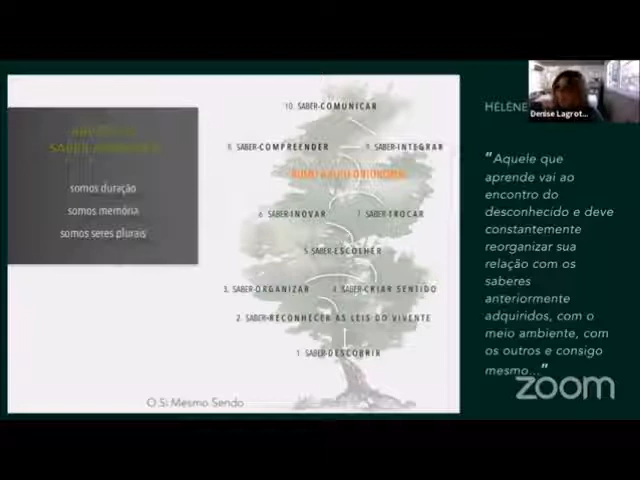 somos duração
somos memória
somos seres plurais
10. SABER-COMUNICAR
8. SABER-COMPREENDER
9. SABER-INTEGRAR
6. SABER-INOVAR
7. SABER-TROCAR
5. SABER-ESCOLHER
3. SABER-ORGANIZAR
4. SABER-CRIAR SENTIDO
2. SABER-RECONHECER AS LEIS DO VIVENTE
1. SABER-DESCOBRIR
O Si Mesmo Sendo
HÉLÈNE
Denise Lagrot...
"Aquele que
aprende vai ao
encontro do
desconhecido e deve
constantemente
reorganizar sua
relação com os
saberes
anteriormente
adquiridos, com o
meio ambiente, com
os outros e consigo
mesmo..."
zoom